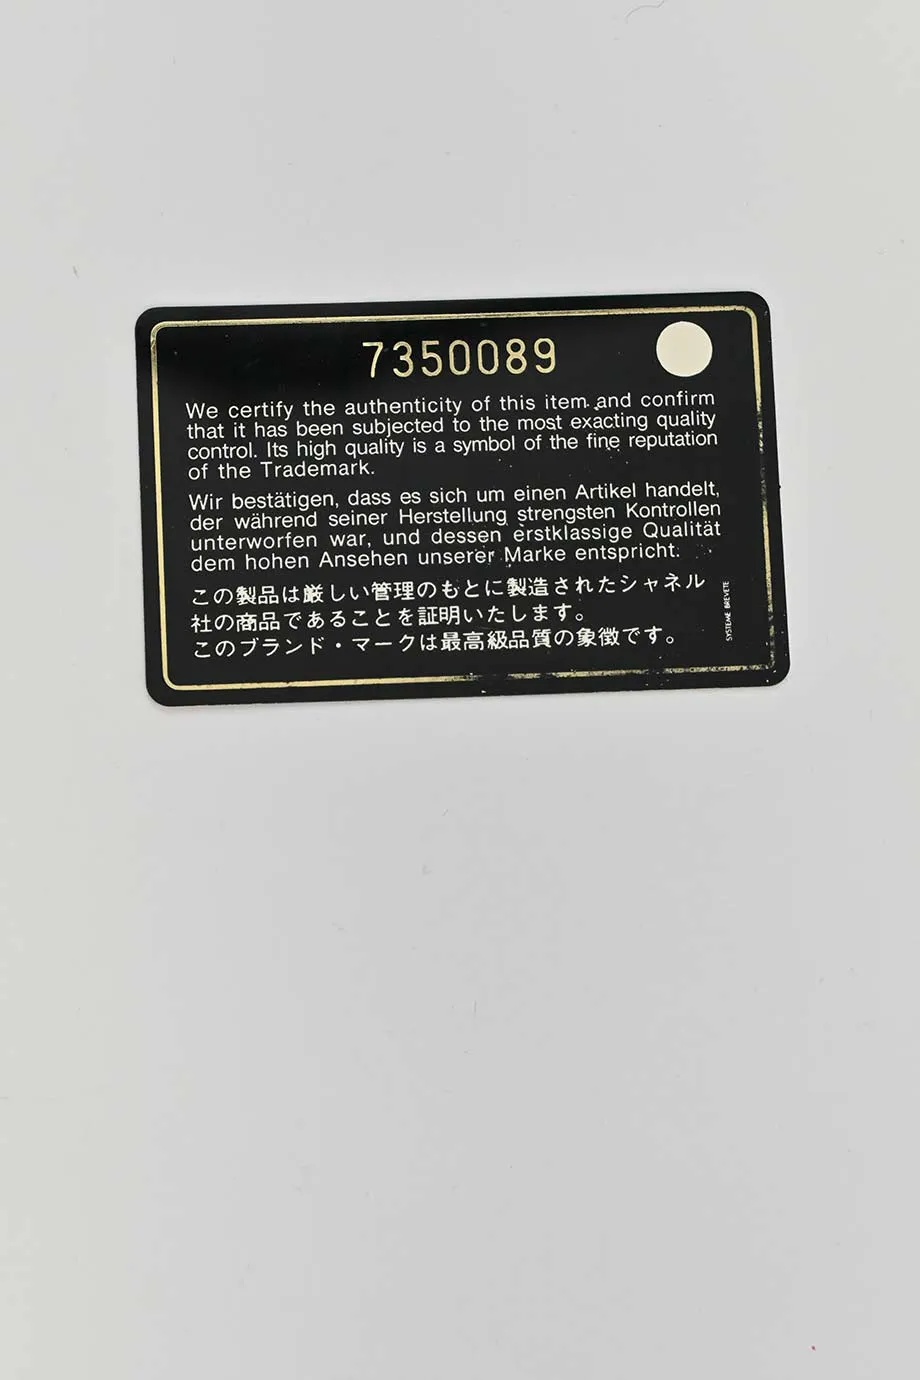 7350089
We certify the authenticity of this item and confirm
that it has been subjected to the most exacting quality
control. Its high quality is a symbol of the fine reputation
of the Trademark.
Wir bestätigen, dass es sich um einen Artikel handelt,
der während seiner Herstellung strengsten Kontrollen
unterworfen war, und dessen erstklassige Qualität
dem hohen Ansehen unserer Marke entspricht.
この製品は厳しい管理のもとに製造されたシャネル
社の商品であることを証明いたします。
このブランド・マークは最高級品質の象徴です。
SYSTEME BREVETE